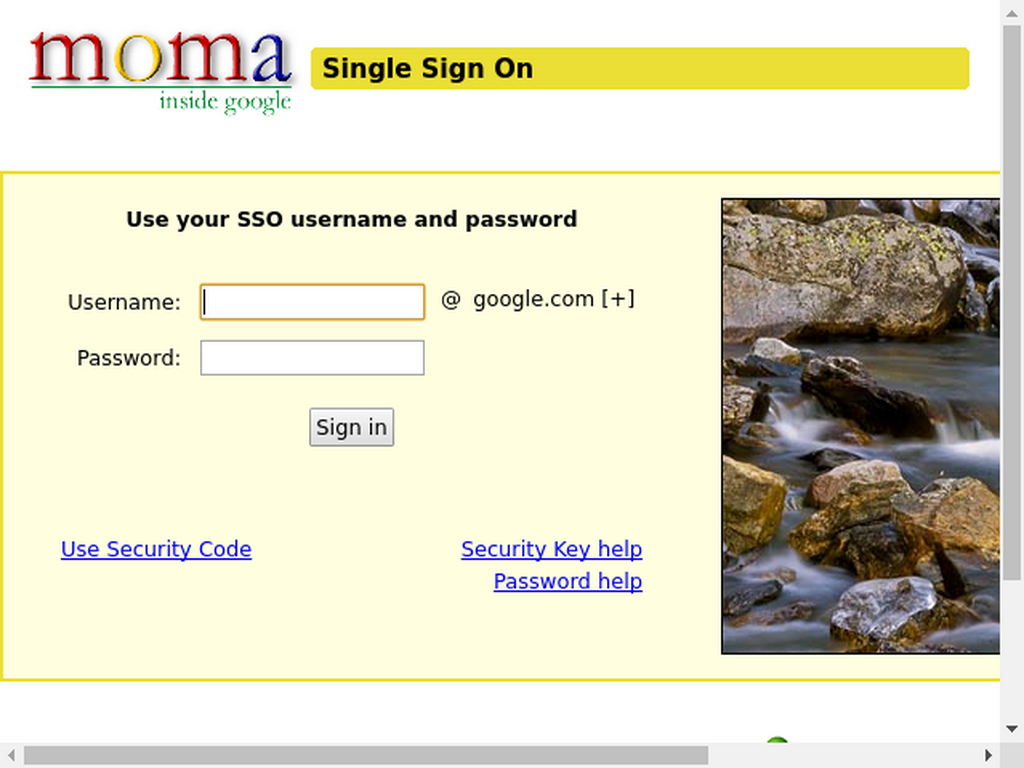 moma
inside google
Single Sign On
Use your SSO username and password
Username: @ google.com [+]
Password:
Sign in
Use Security Code
Security Key help
Password help